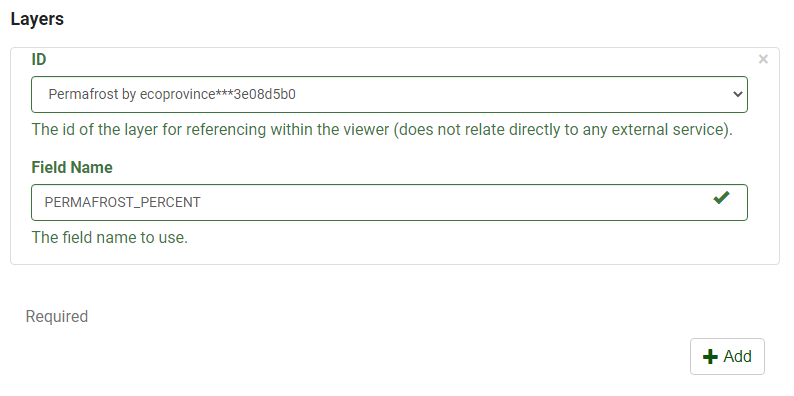 Layers
ID
Permafrost by ecoprovince***3e08d5b0
The id of the layer for referencing within the viewer (does not relate directly to any external service).
Field Name
PERMAFROST_PERCENT
The field name to use.
Required
Add